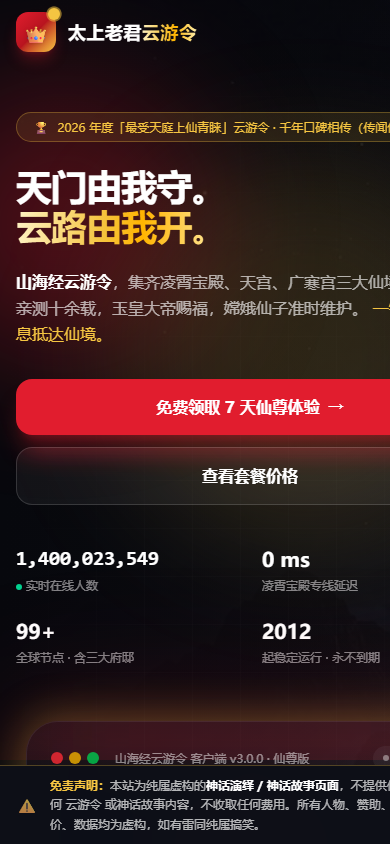 太上老君云游令
2026 年度「最受天庭上仙青睐」云游令 · 千年口碑相传（传闻
天门由我守。
云路由我开。
山海经云游令，集齐凌霄宝殿、天宫、广寒宫三大仙
亲测十余载，玉皇大帝赐福，嫦娥仙子准时维护。 一
息抵达仙境。
免费领取 7 天仙尊体验 →
查看套餐价格
1,400,023,549
实时在线人数
0 ms
凌霄宝殿专线延迟
99+
全球节点 · 含三大府邸
2012
起稳定运行 · 永不到期
山海经云游令 客户端 v3.0.0 · 仙尊版
免责声明：本站为纯属虚构的神话演绎 / 神话故事页面，不提供
何 云游令 或神话故事内容，不收取任何费用。所有人物、赞助、
价、数据均为虚构，如有雷同纯属搞笑。